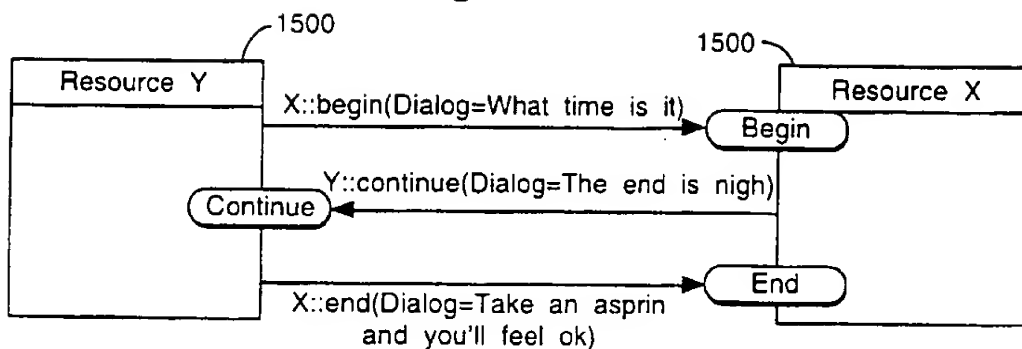 1500
1500
Resource Y
Resource X
X::begin(Dialog=What time is it)
Begin
Y::continue(Dialog=The end is nigh)
Continue
End
X::end(Dialog=Take an asprin
and you'll feel ok)